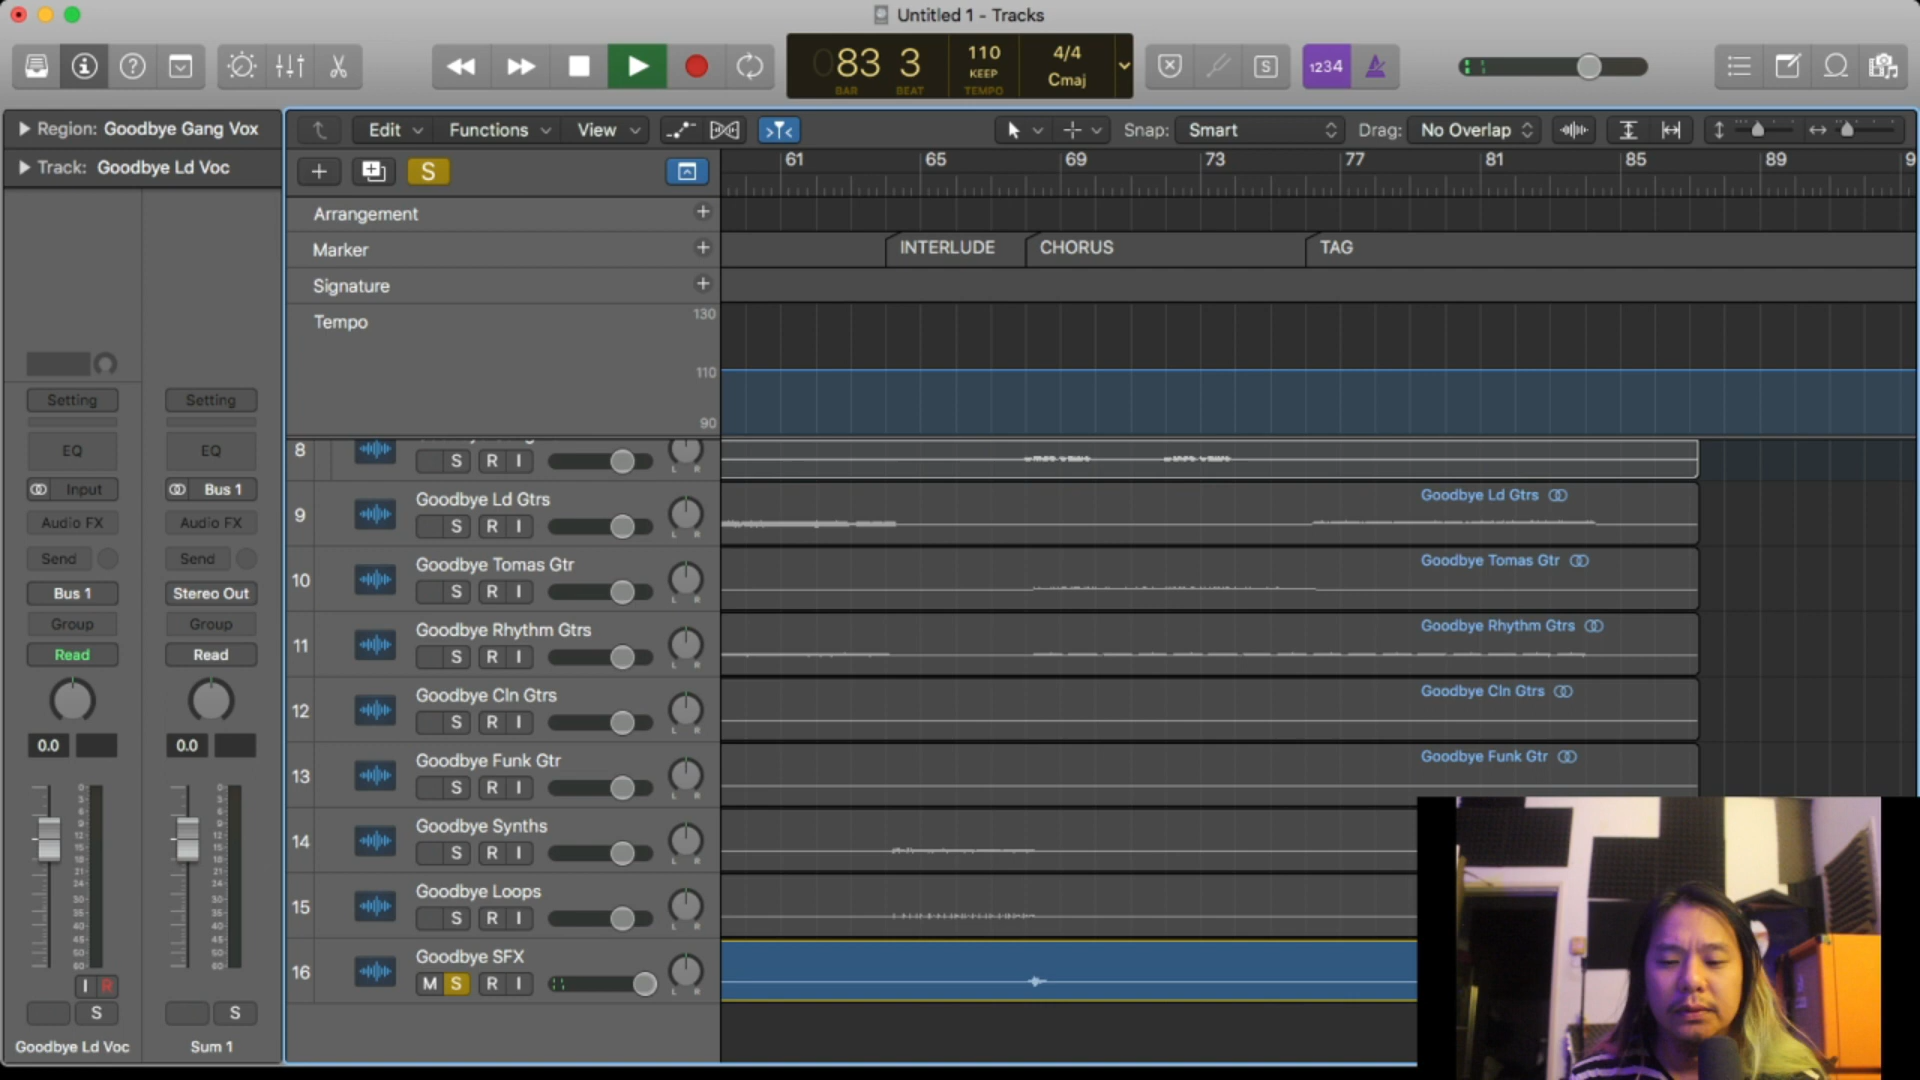 Untitled 1 - Tracks
83 3
BAR BEAT
110
KEEP
TEMPO
4/4
Cmaj
S
1234
Region: Goodbye Gang Vox
Track: Goodbye Ld Voc
Edit Functions View Snap: Smart Drag: No Overlap
S
61 65 69 73 77 81 85 89 9
Arrangement
Marker
INTERLUDE CHORUS TAG
Signature
Tempo
130
110
90
Setting Setting
EQ EQ
Input Bus 1
Audio FX Audio FX
Send Send
Bus 1 Stereo Out
Group Group
Read Read
0.0 0.0
I R
S S
Goodbye Ld Voc Sum 1
8
S R I
L R
9 Goodbye Ld Gtrs Goodbye Ld Gtrs
S R I
L R
10 Goodbye Tomas Gtr Goodbye Tomas Gtr
S R I
L R
11 Goodbye Rhythm Gtrs Goodbye Rhythm Gtrs
S R I
L R
12 Goodbye Cln Gtrs Goodbye Cln Gtrs
S R I
L R
13 Goodbye Funk Gtr Goodbye Funk Gtr
S R I
L R
14 Goodbye Synths
S R I
L R
15 Goodbye Loops
S R I
L R
16 Goodbye SFX
M S R I
L R